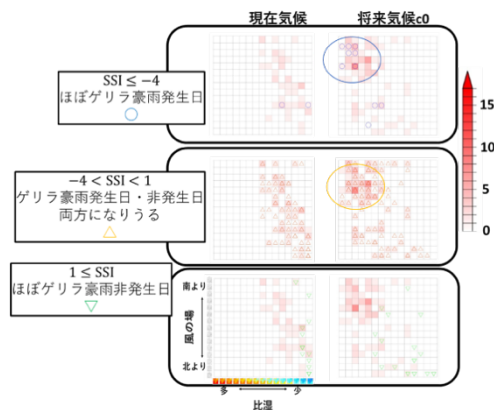 現在気候
将来気候c0
SSI ≤ −4
ほぼゲリラ豪雨発生日
○
−4 < SSI < 1
ゲリラ豪雨発生日・非発生日
両方になりうる
△
1 ≤ SSI
ほぼゲリラ豪雨非発生日
▽
15
10
5
0
南より
風の場
北より
多
少
比湿